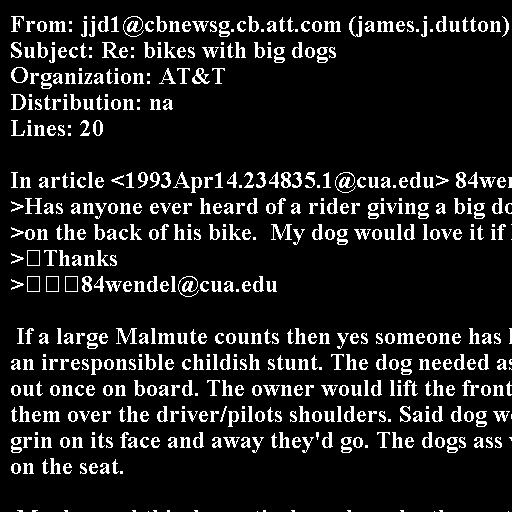 From: jjd1@cbnewsg.cb.att.com (james.j.dutton)
Subject: Re: bikes with big dogs
Organization: AT&T
Distribution: na
Lines: 20

In article <1993Apr14.234835.1@cua.edu>
>Has anyone ever heard of a rider giving a big
>on the back of his bike.  My dog would love it if
>Thanks
>84wendel@cua.edu

If a large Malmute counts then yes someone has
an irresponsible childish stunt. The dog needed
out once on board. The owner would lift the front
them over the driver/pilots shoulders. Said dog
grin on its face and away they'd go. The dogs ass
on the seat.